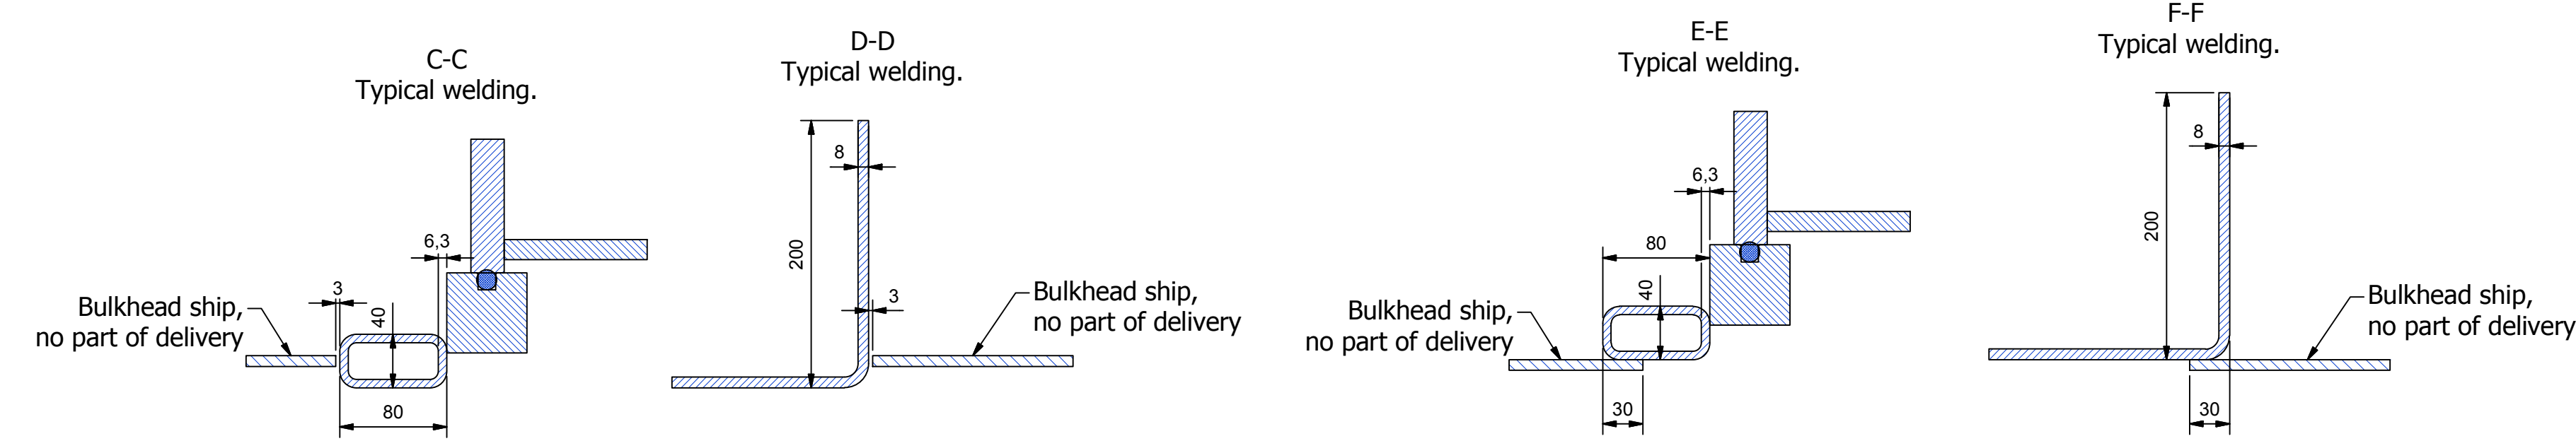 C-C
Typical welding.
6,3
3
40
Bulkhead ship,
no part of delivery
80
D-D
Typical welding.
8
200
3
Bulkhead ship,
no part of delivery
E-E
Typical welding.
6,3
80
40
Bulkhead ship,
no part of delivery
30
F-F
Typical welding.
8
200
Bulkhead ship,
no part of delivery
30